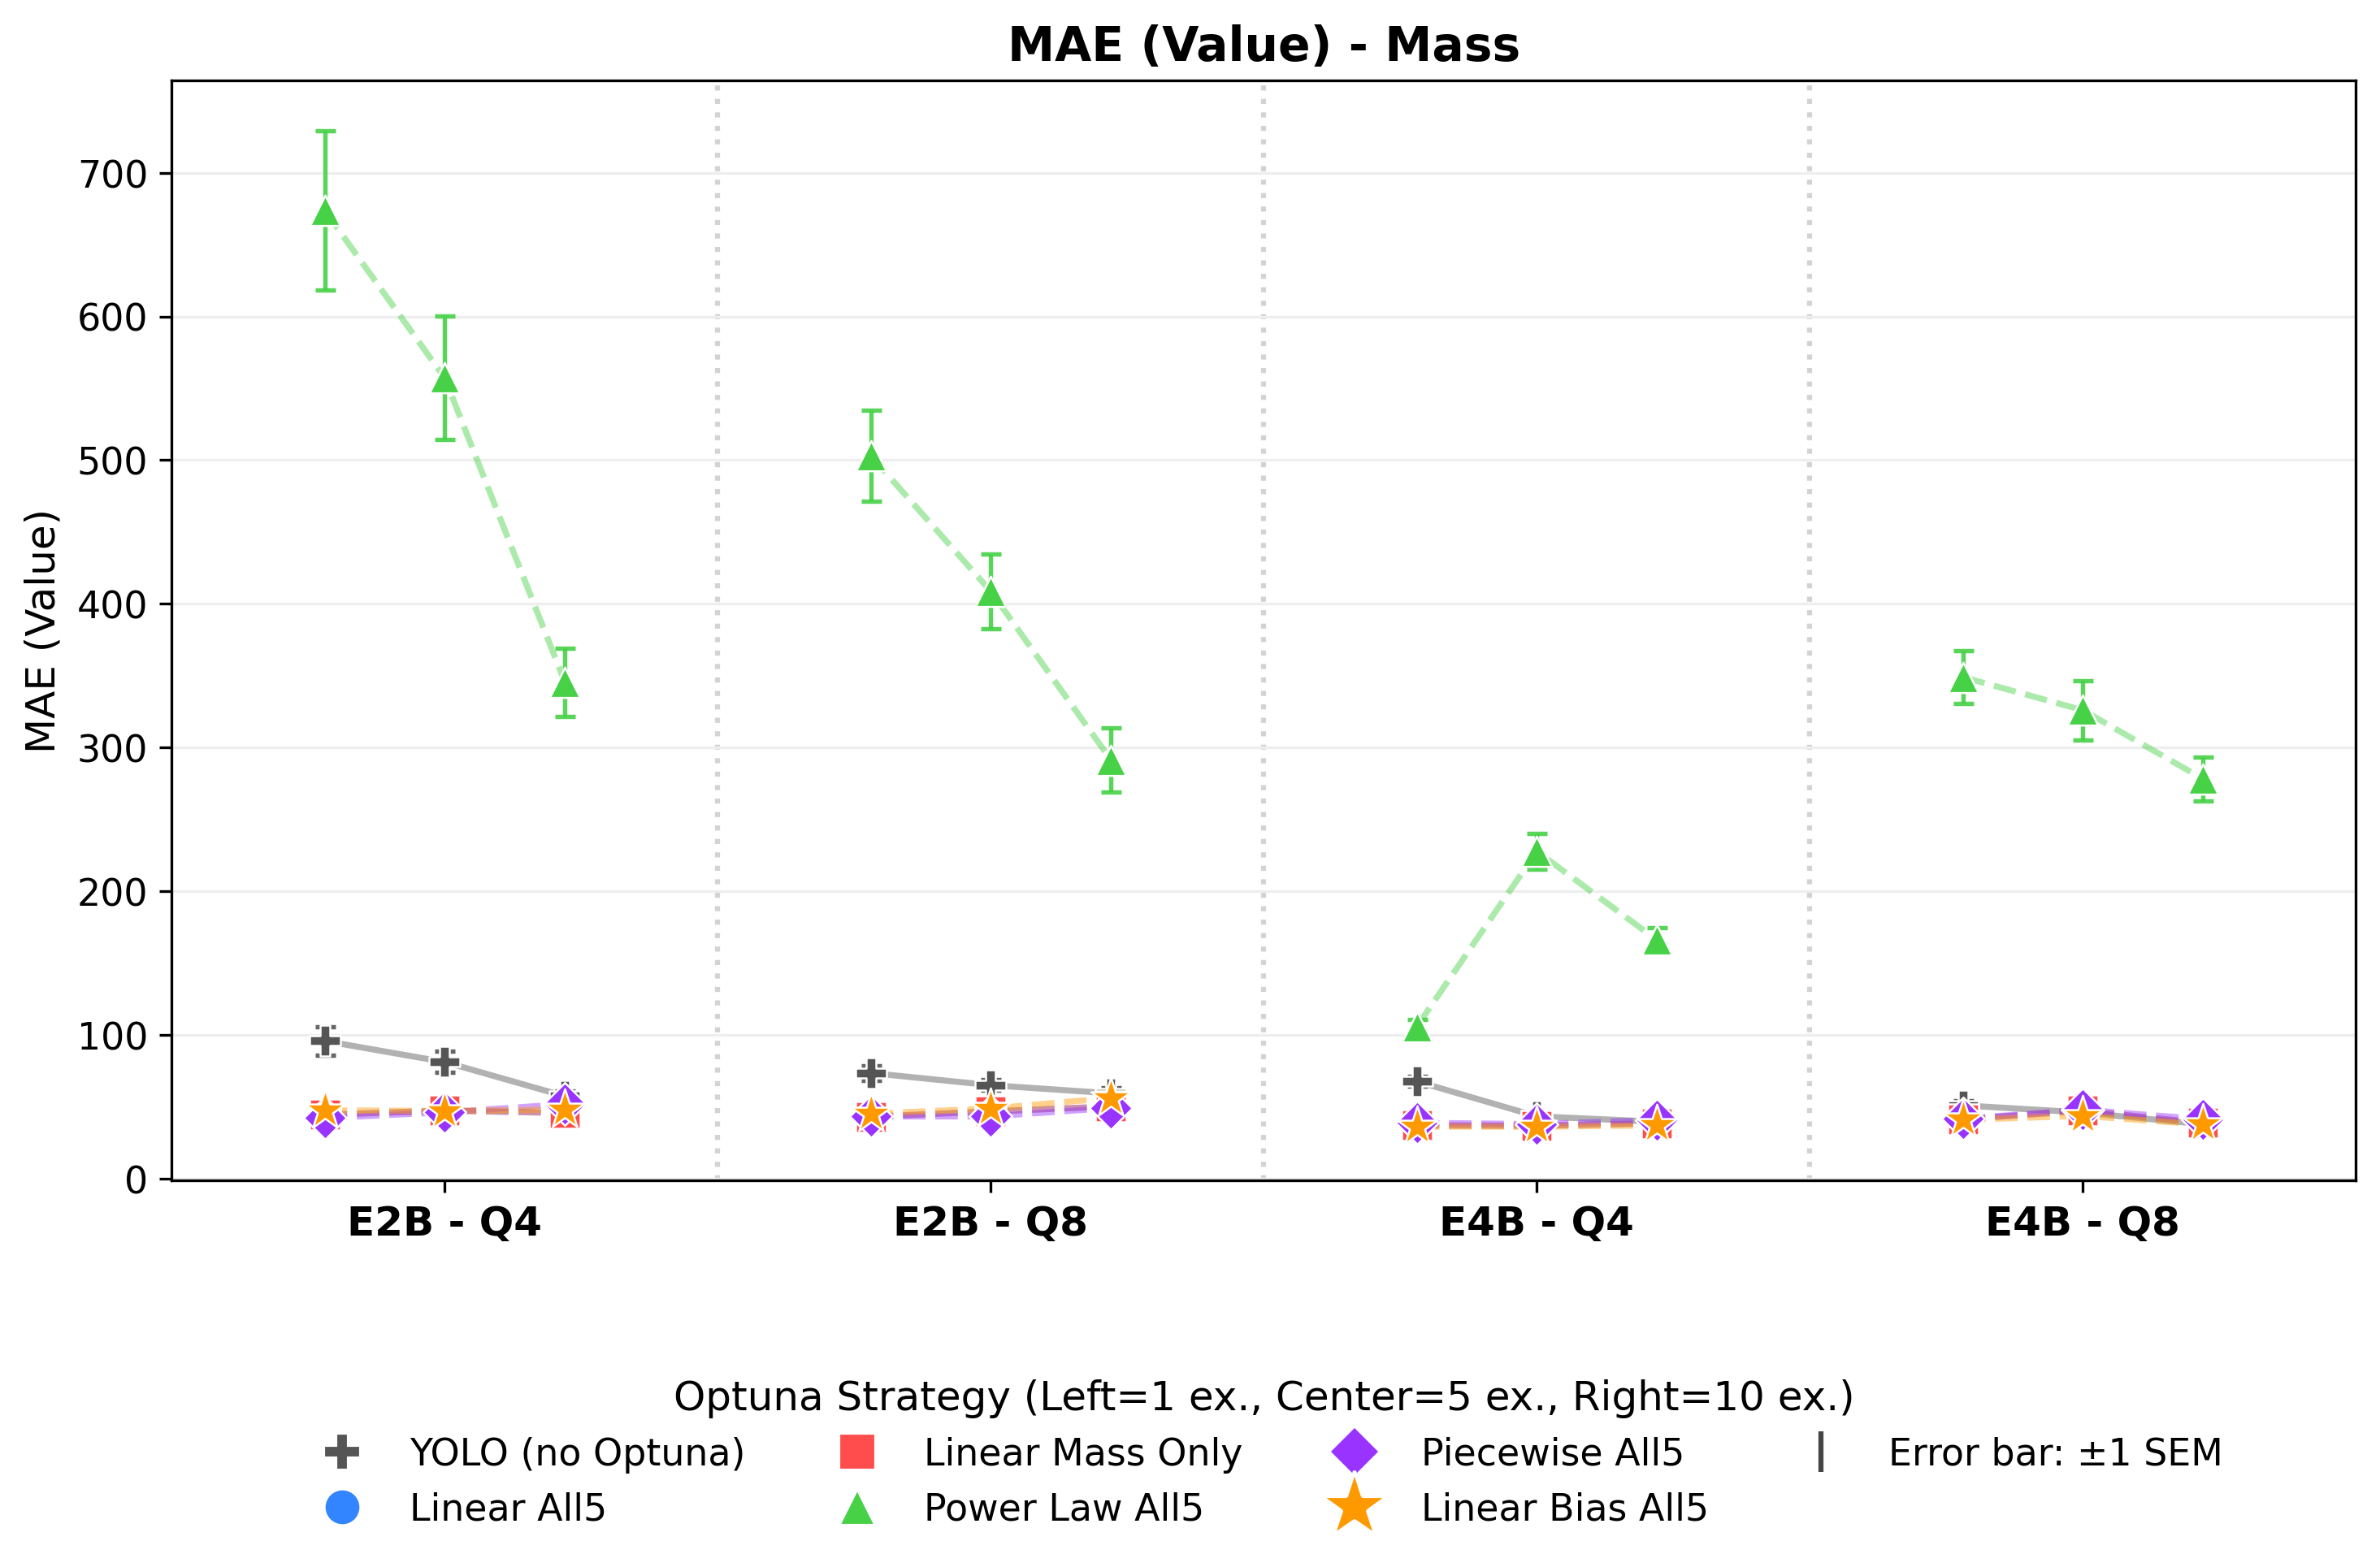 MAE (Value) - Mass
MAE (Value)
700
600
500
400
300
200
100
0
E2B - Q4
E2B - Q8
E4B - Q4
E4B - Q8
Optuna Strategy (Left=1 ex., Center=5 ex., Right=10 ex.)
YOLO (no Optuna)
Linear Mass Only
Piecewise All5
Error bar: ±1 SEM
Linear All5
Power Law All5
Linear Bias All5